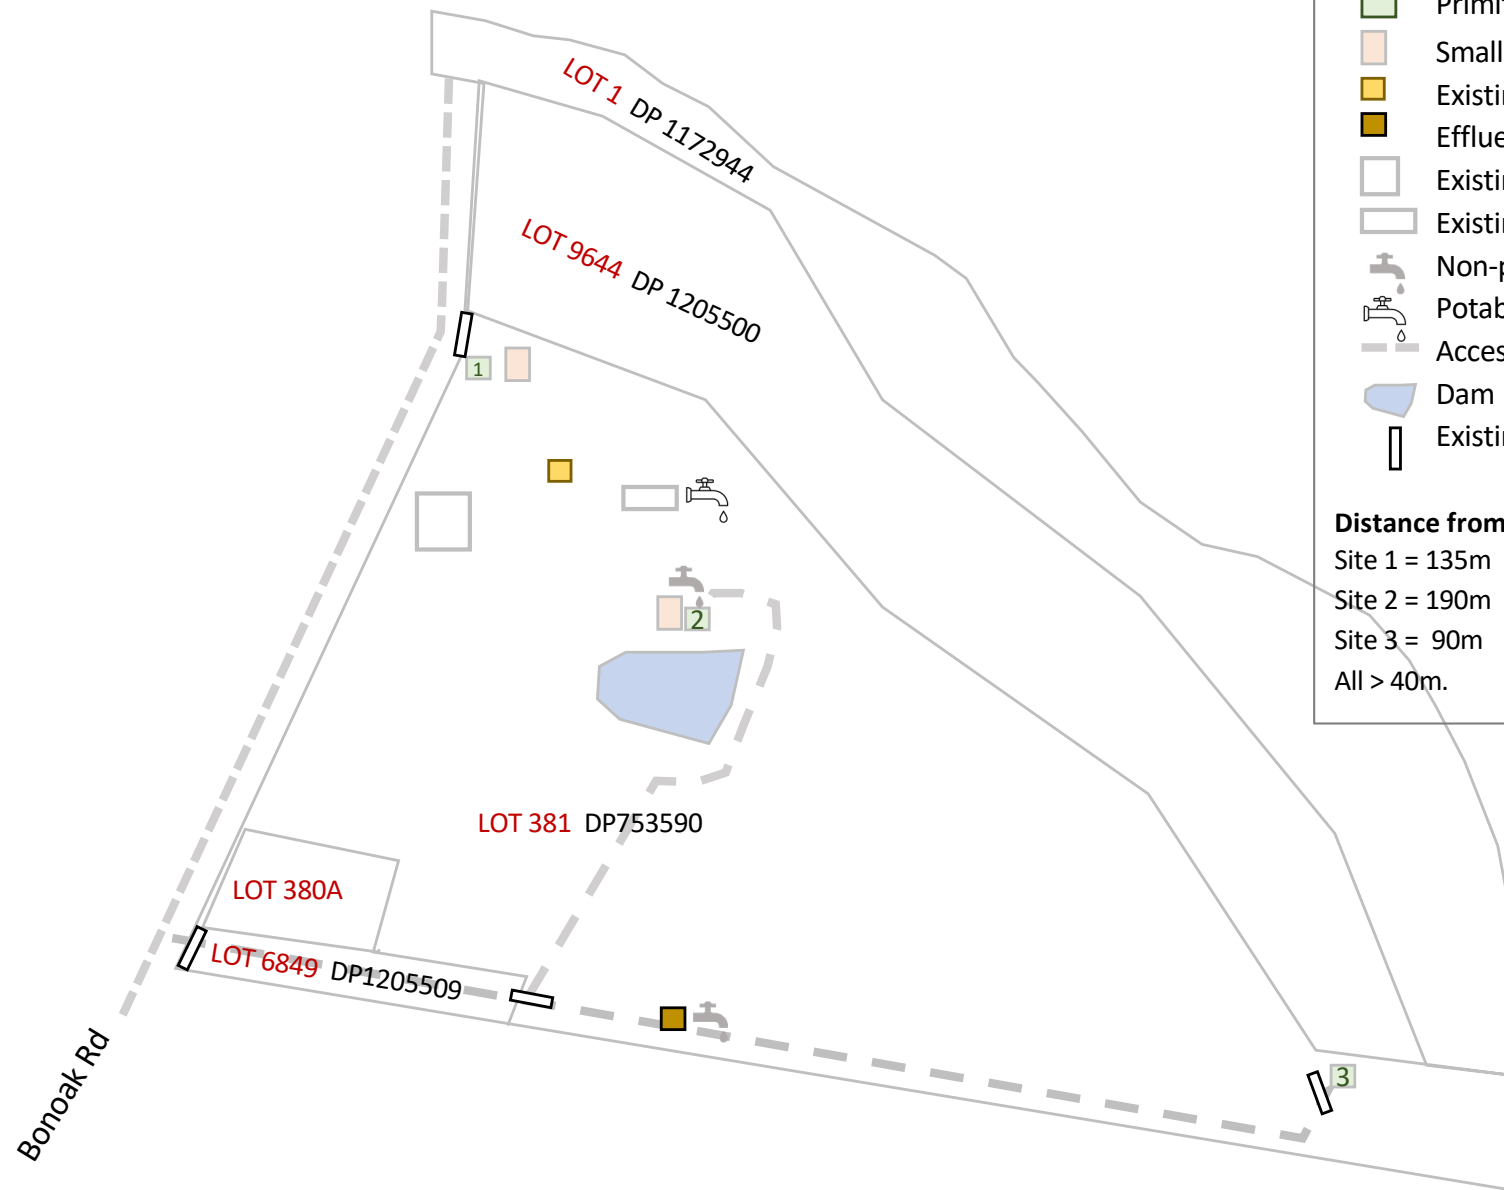 LOT 1 DP 1172944
LOT 9644 DP 1205500
1
2
LOT 381 DP753590
LOT 380A
LOT 6849 DP1205509
Bonoak Rd
3
Small
Dam
Distance from
Site 1 = 135m
Site 2 = 190m
Site 3 = 90m
All > 40m.